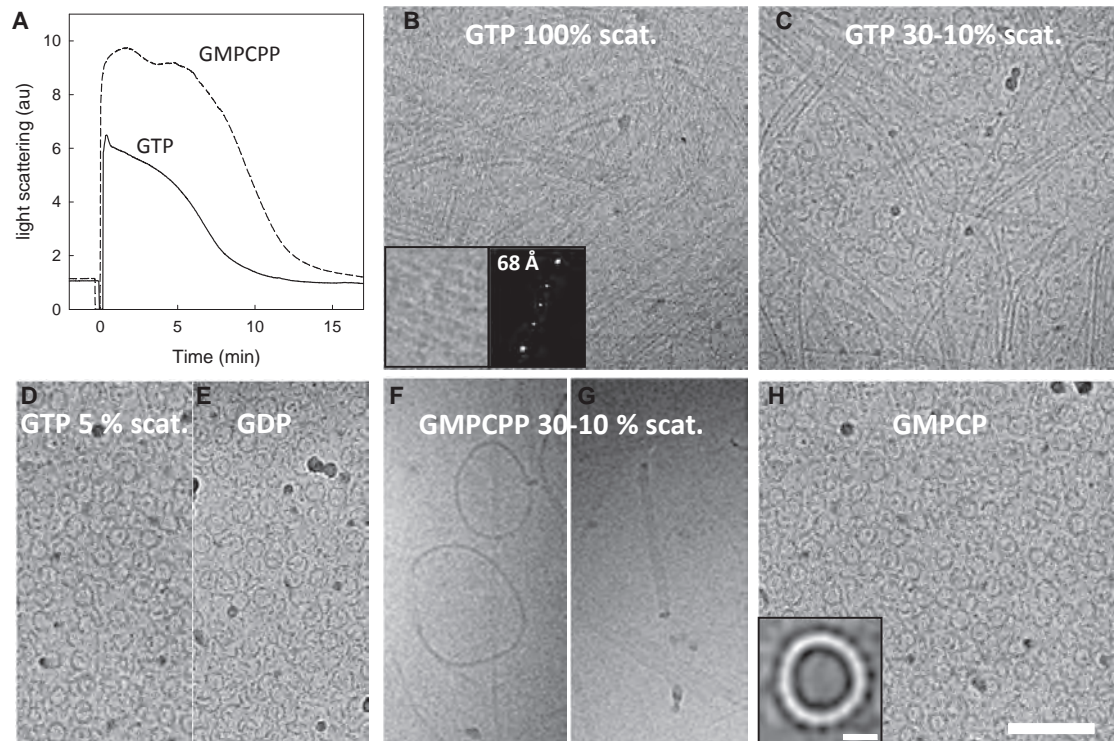 A
10
8
6
4
2
0
light scattering (au)
GMPCPP
GTP
0 5 10 15
Time (min)
B
GTP 100% scat.
68 Å
C
GTP 30-10% scat.
D
GTP 5 % scat.
E
GDP
F
G
GMPCPP 30-10 % scat.
H
GMPCP